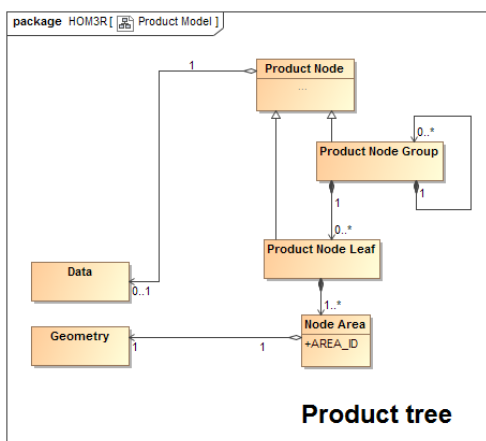 package HOM3R [ Product Model ]
Product Node
...
1
0..*
Product Node Group
1
1
0..*
Product Node Leaf
Data
0..1
1..*
Geometry
Node Area
+AREA_ID
1
1
Product tree